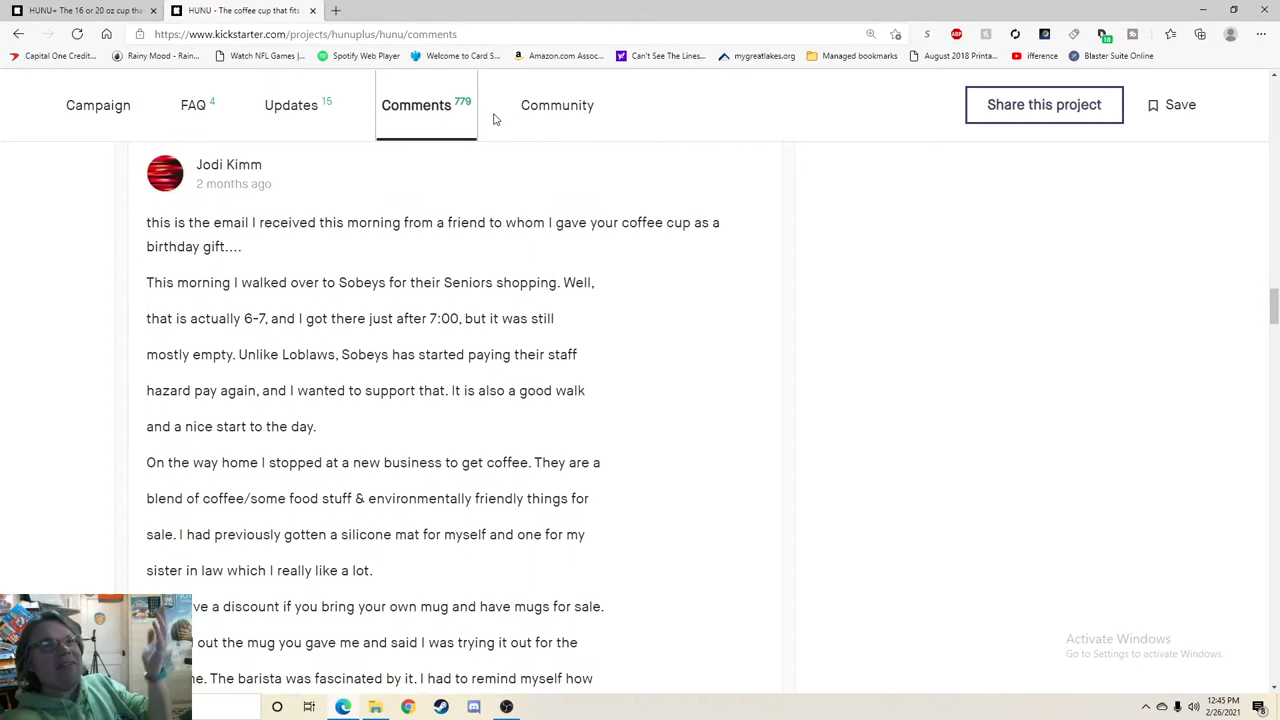 HUNU+ The 16 or 20 oz cup tha
HUNU - The coffee cup that fits
https://www.kickstarter.com/projects/hunuplus/hunu/comments
Capital One Credit...
Rainy Mood - Rain...
Watch NFL Games |...
Spotify Web Player
Welcome to Card S...
Amazon.com Assoc...
Can't See The Lines...
mygreatlakes.org
Managed bookmarks
August 2018 Printa...
ifference
Blaster Suite Online
Campaign
FAQ 4
Updates 15
Comments 779
Community
Share this project
Save
Jodi Kimm
2 months ago
this is the email I received this morning from a friend to whom I gave your coffee cup as a
birthday gift....
This morning I walked over to Sobeys for their Seniors shopping. Well,
that is actually 6-7, and I got there just after 7:00, but it was still
mostly empty. Unlike Loblaws, Sobeys has started paying their staff
hazard pay again, and I wanted to support that. It is also a good walk
and a nice start to the day.
On the way home I stopped at a new business to get coffee. They are a
blend of coffee/some food stuff & environmentally friendly things for
sale. I had previously gotten a silicone mat for myself and one for my
sister in law which I really like a lot.
ve a discount if you bring your own mug and have mugs for sale.
out the mug you gave me and said I was trying it out for the
e. The barista was fascinated by it. I had to remind myself how
Activate Windows
Go to Settings to activate Windows.
12:45 PM
2/26/2021